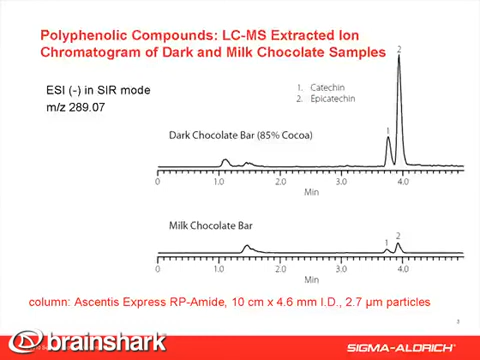 Polyphenolic Compounds: LC-MS Extracted Ion
Chromatogram of Dark and Milk Chocolate Samples
ESI (-) in SIR mode
m/z 289.07
1. Catechin
2. Epicatechin
2
1
Dark Chocolate Bar (85% Cocoa)
0 1.0 2.0 3.0 4.0
Min
Milk Chocolate Bar
1 2
0 1.0 2.0 3.0 4.0
Min
column: Ascentis Express RP-Amide, 10 cm x 4.6 mm I.D., 2.7 µm particles
brainshark
SIGMA-ALDRICH